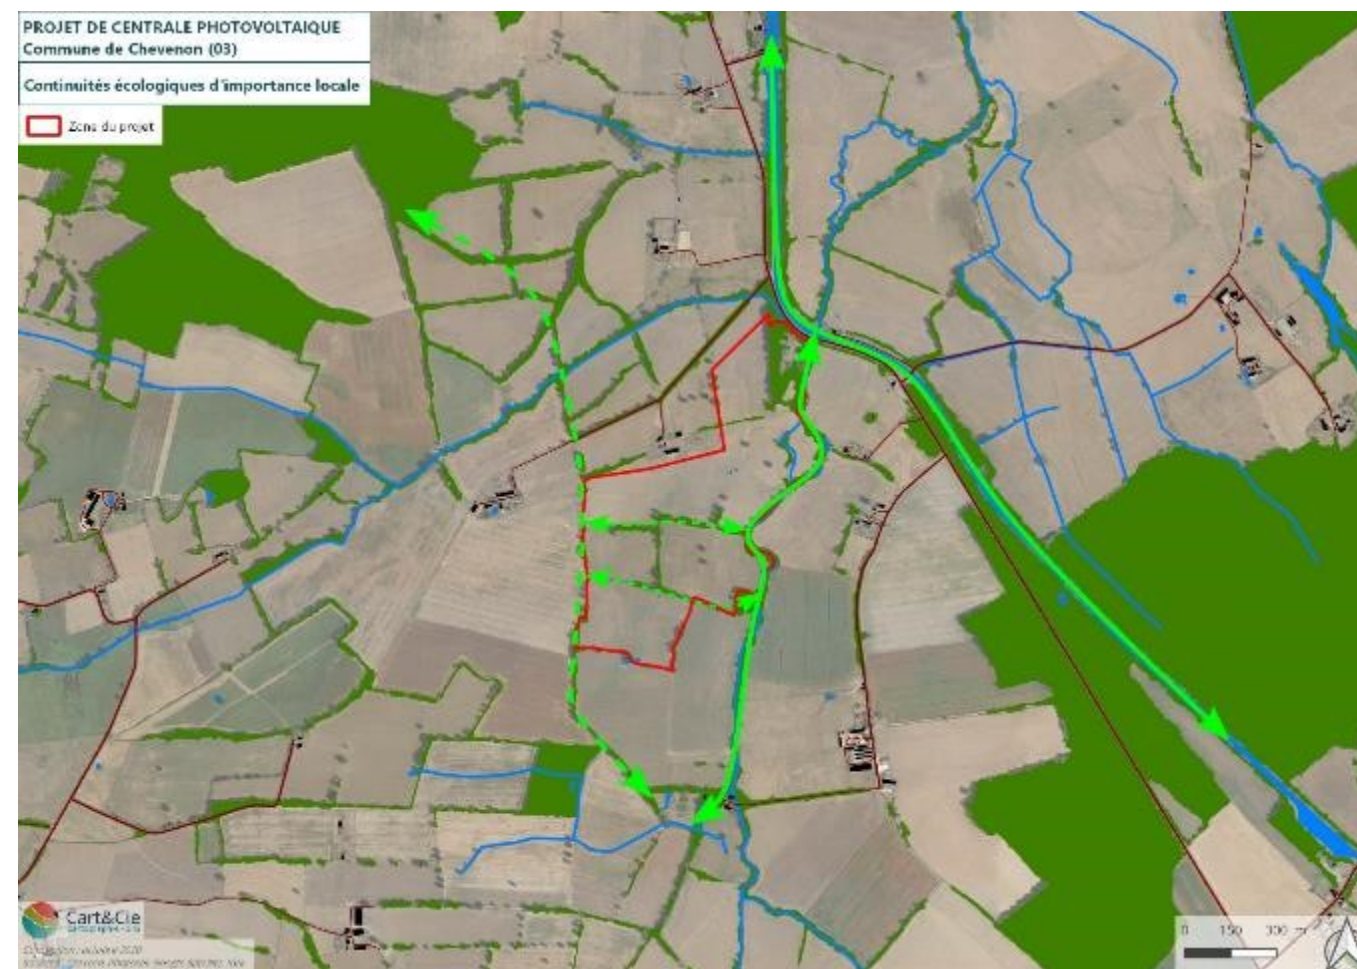 PROJET DE CENTRALE PHOTOVOLTAIQUE
Commune de Chevenon (03)
Continuités écologiques d'importance locale
Zone du projet
Cart&Cie
0 150 300 m